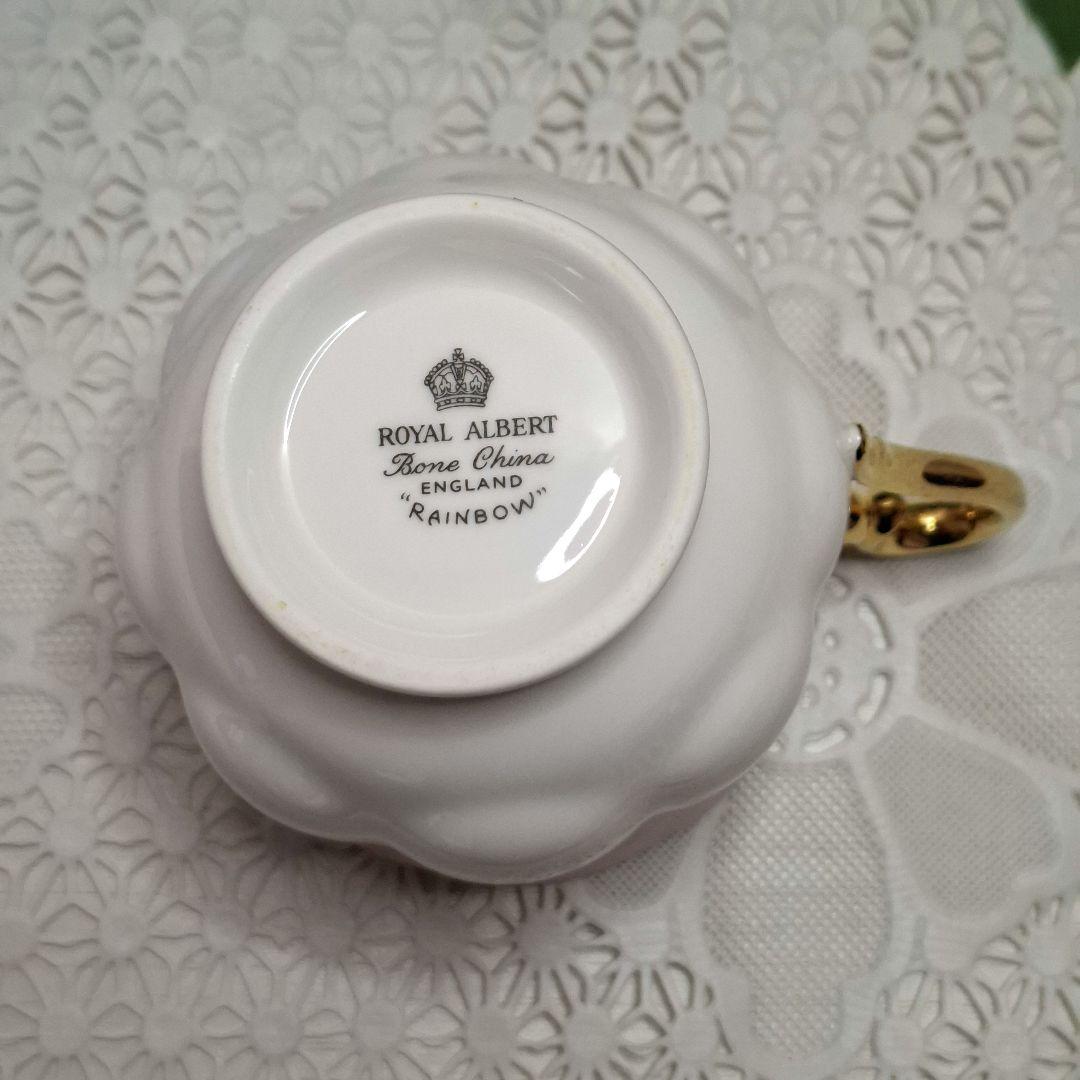 ROYAL ALBERT
Bone China
ENGLAND
"RAINBOW"